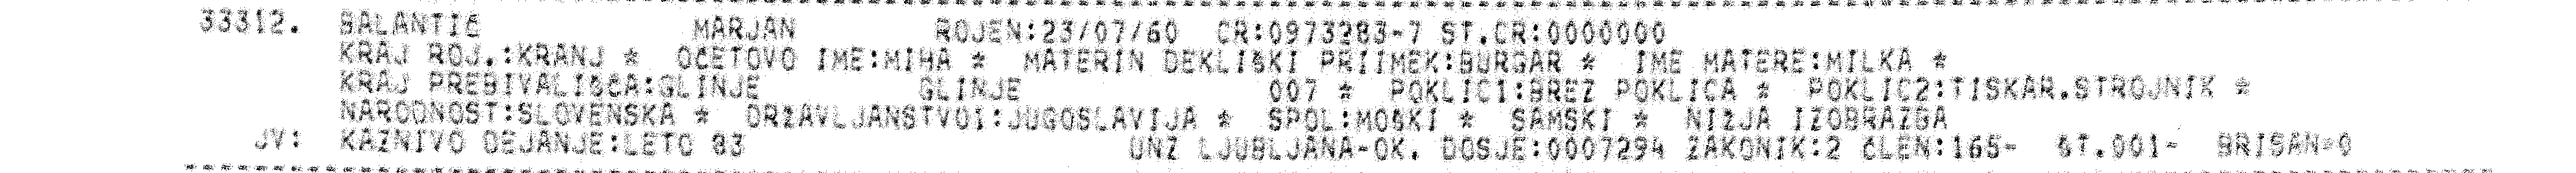 33312. BALANTIČ MARJAN ROJEN:23/07/60 CR:0973283-7 ST.CR:0000000
KRAJ ROJ.:KRANJ * OČETOVO IME:MIHA * MATERIN DEKLIŠKI PRIIMEK:BURGAR * IME MATERE:MILKA *
KRAJ PREBIVALIŠČA:GLINJE GLINJE 007 * POKLIC1:BREZ POKLICA * POKLIC2:TISKAR.STROJNIK *
NARODNOST:SLOVENSKA * DRŽAVLJANSTVO1:JUGOSLAVIJA * SPOL:MOŠKI * SAMSKI * NIŽJA IZOBRAZBA
JV: KAZNIVO DEJANJE:LETO 83 UNZ LJUBLJANA-OK. DOSJE:0007294 ZAKONIK:2 ČLEN:165- ŠT.001- BRISAN=0